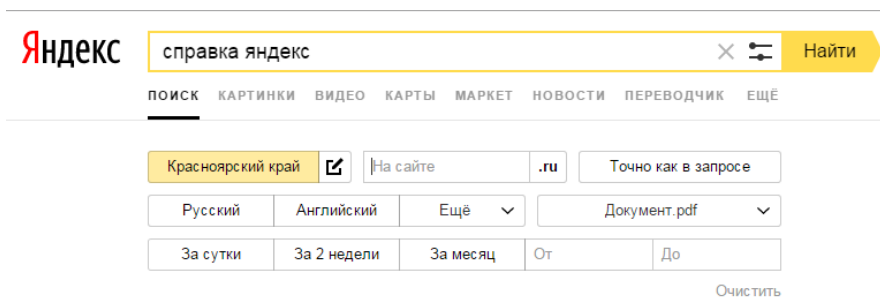 Яндекс справка яндекс Найти
ПОИСК КАРТИНКИ ВИДЕО КАРТЫ МАРКЕТ НОВОСТИ ПЕРЕВОДЧИК ЕЩЁ
Красноярский край На сайте .ru Точно как в запросе
Русский Английский Ещё Документ.pdf
За сутки За 2 недели За месяц От До
Очистить